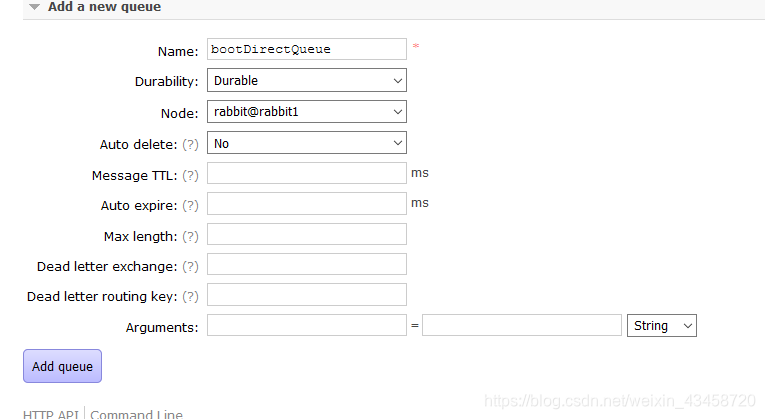 Add a new queue
Name: bootDirectQueue *
Durability: Durable
Node: rabbit@rabbit1
Auto delete: (?) No
Message TTL: (?) ms
Auto expire: (?) ms
Max length: (?)
Dead letter exchange: (?)
Dead letter routing key: (?)
Arguments: = String
Add queue
HTTP API Command Line
https://blog.csdn.net/weixin_43458720